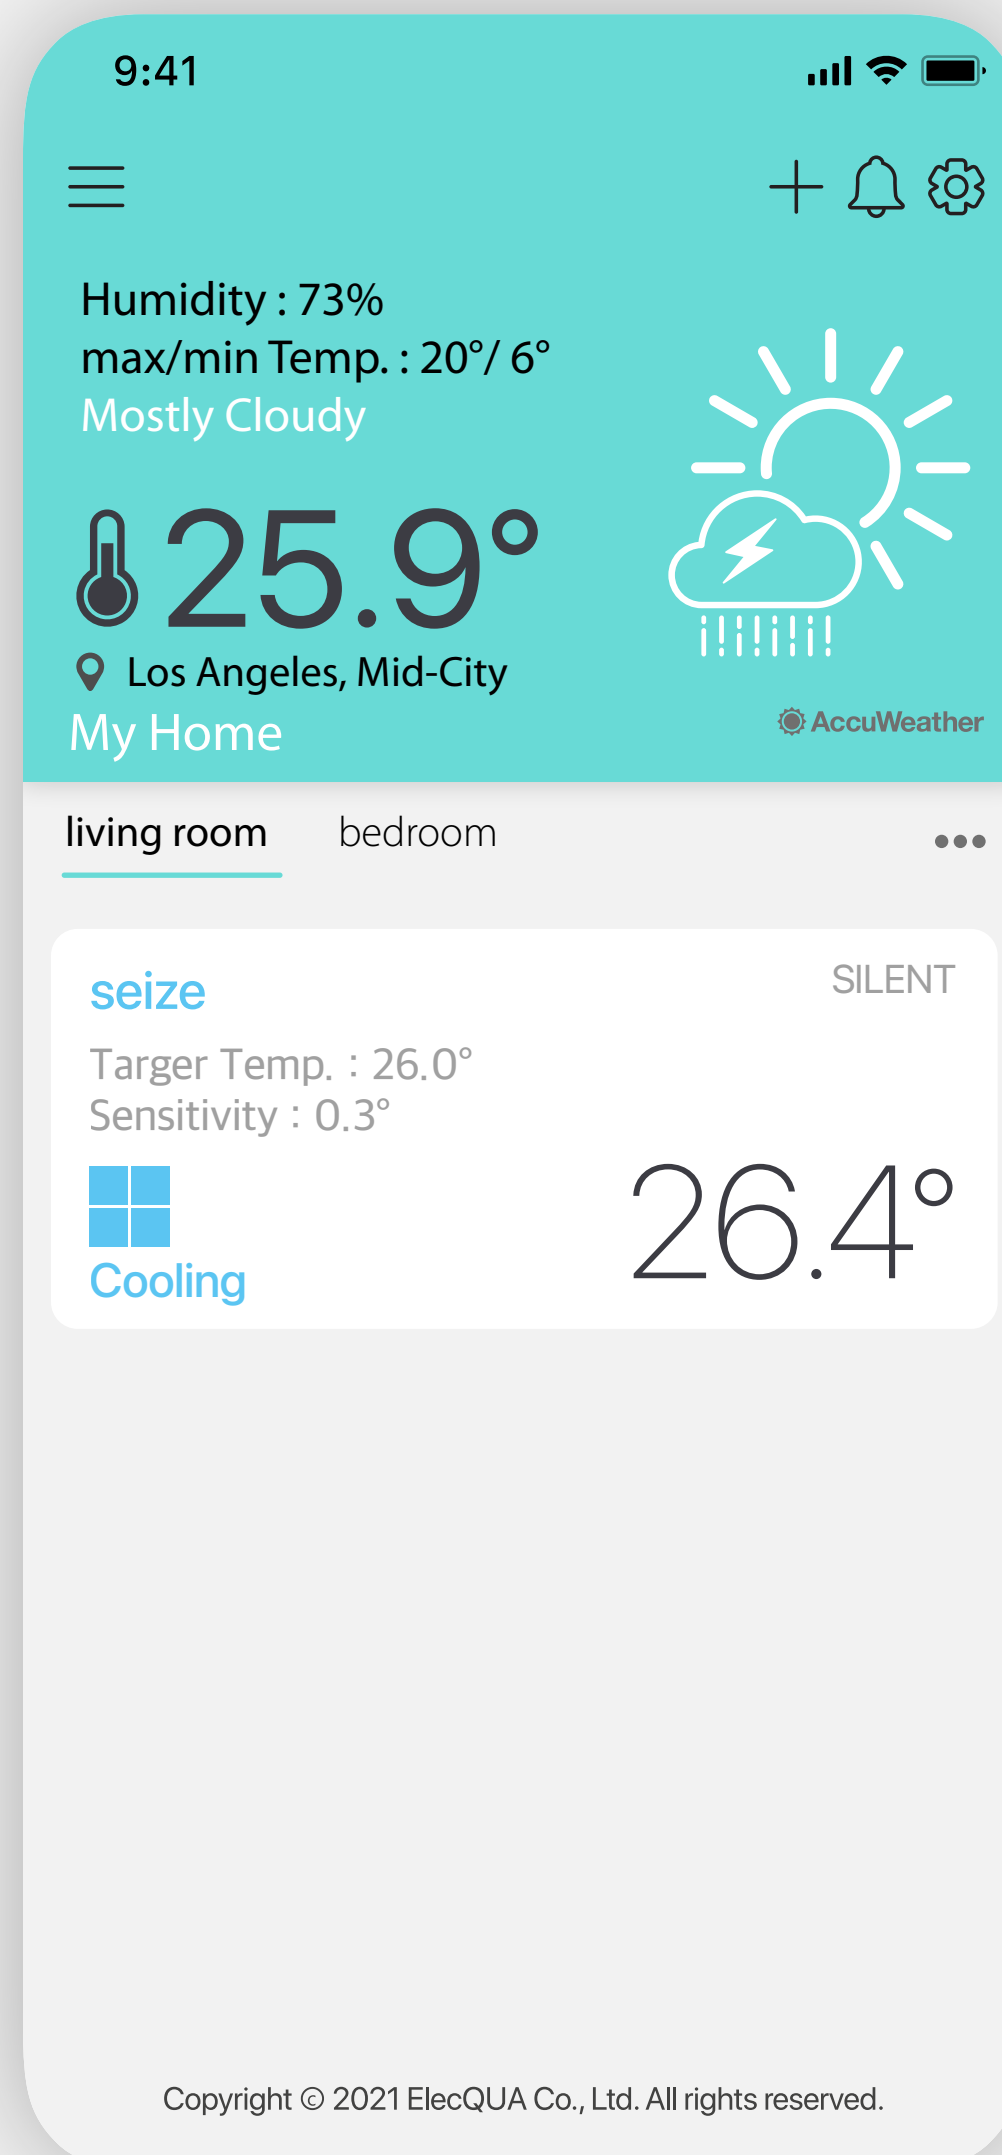 9:41
Humidity : 73%
max/min Temp. : 20°/ 6°
Mostly Cloudy
25.9°
Los Angeles, Mid-City
My Home
AccuWeather
living room
bedroom
seize
SILENT
Targer Temp. : 26.0°
Sensitivity : 0.3°
26.4°
Cooling
Copyright © 2021 ElecQUA Co., Ltd. All rights reserved.